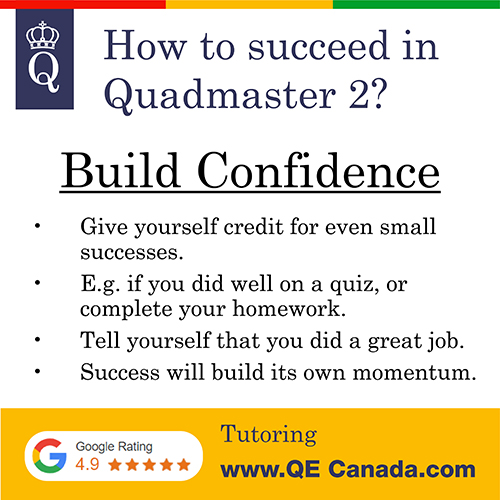 Q
How to succeed in
Quadmaster 2?
Build Confidence
• Give yourself credit for even small
successes.
• E.g. if you did well on a quiz, or
complete your homework.
• Tell yourself that you did a great job.
• Success will build its own momentum.
G
Google Rating
4.9 ★★★★★
Tutoring
www.QE Canada.com